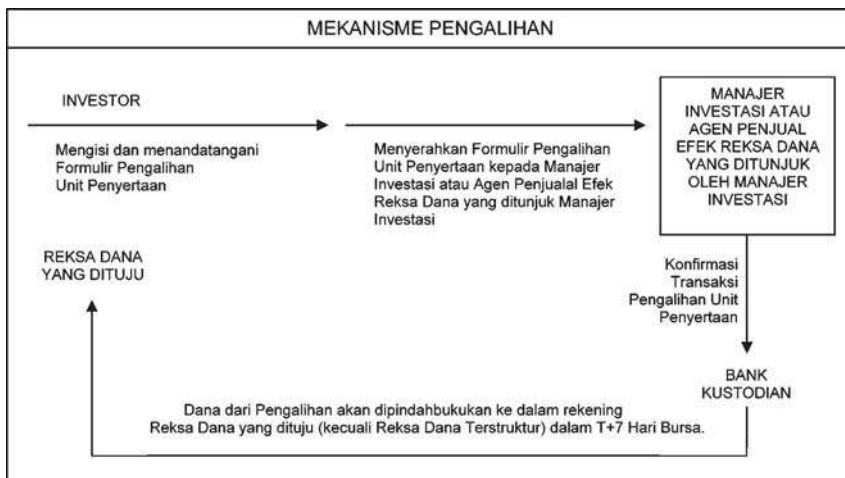 MEKANISME PENGALIHAN
INVESTOR
Mengisi dan menandatangani
Formulir Pengalihan
Unit Penyertaan
Menyerahkan Formulir Pengalihan
Unit Penyertaan kepada Manajer
Investasi atau Agen Penjualal Efek
Reksa Dana yang ditunjuk Manajer
Investasi
MANAJER
INVESTASI ATAU
AGEN PENJUAL
EFEK REKSA DANA
YANG DITUNJUK
OLEH MANAJER
INVESTASI
Konfirmasi
Transaksi
Pengalihan Unit
Penyertaan
BANK
KUSTODIAN
Dana dari Pengalihan akan dipindahbukukan ke dalam rekening
Reksa Dana yang dituju (kecuali Reksa Dana Terstruktur) dalam T+7 Hari Bursa.
REKSA DANA
YANG DITUJU